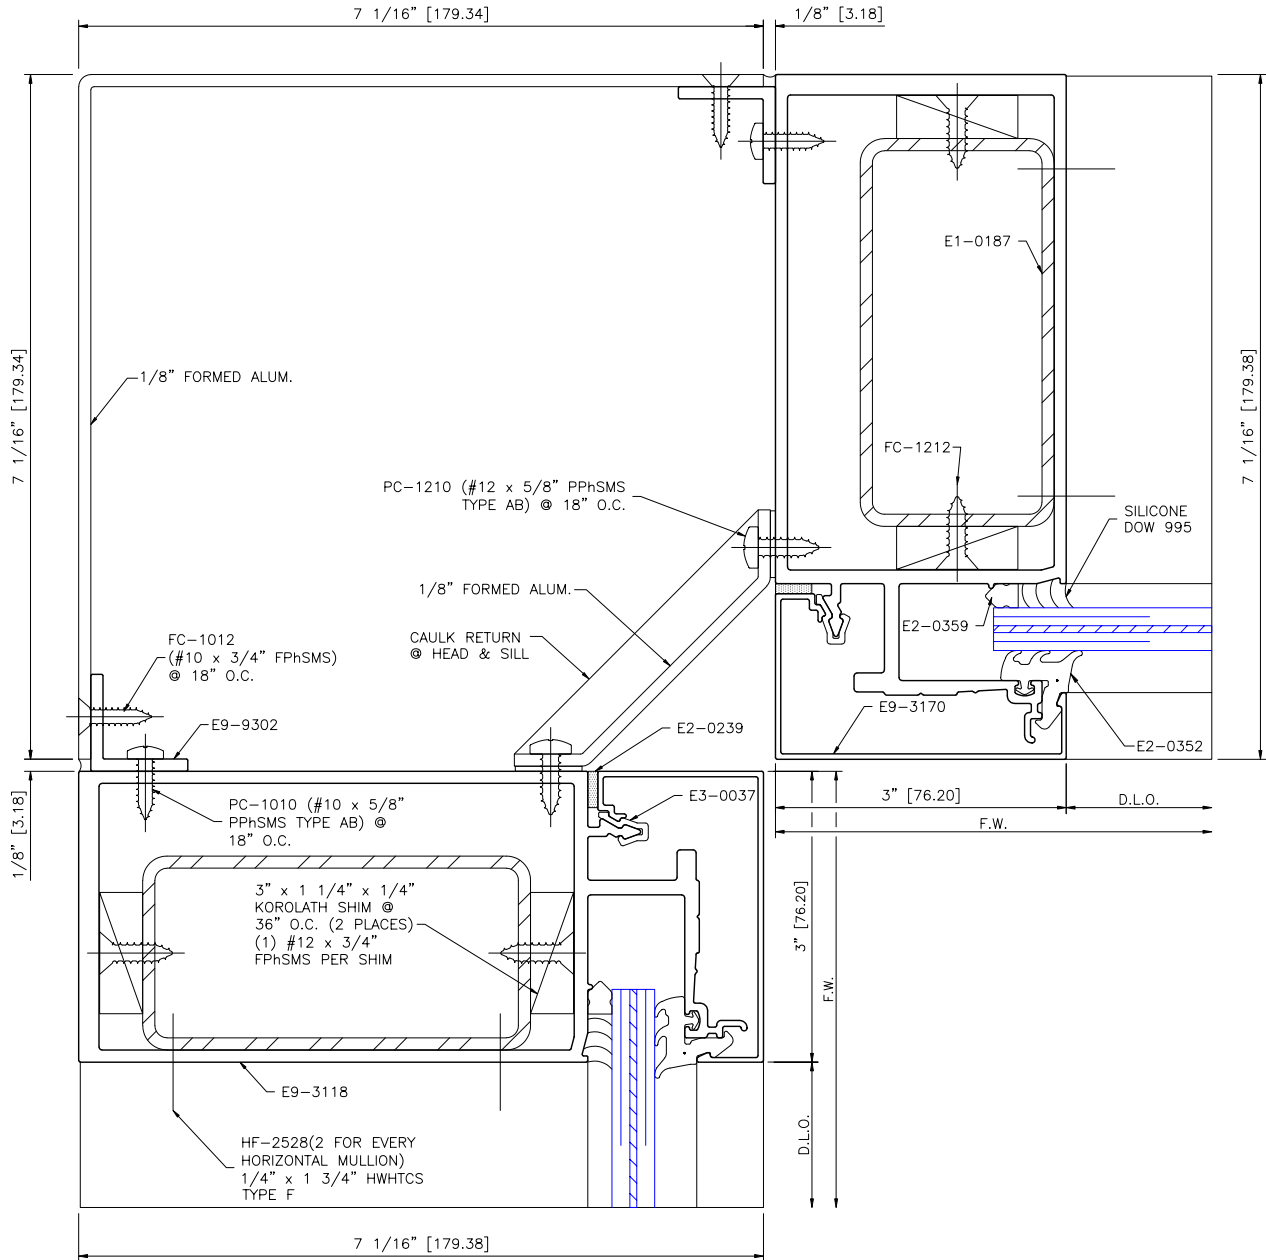 7 1/16” [179.34]
1/8” [3.18]
7 1/16” [179.34]
1/8” FORMED ALUM.
E1-0187
7 1/16” [179.38]
FC-1212
PC-1210 (#12 x 5/8” PPhSMS
TYPE AB) @ 18” O.C.
SILICONE
DOW 995
1/8” FORMED ALUM.
CAULK RETURN
@ HEAD & SILL
E2-0359
FC-1012
(#10 x 3/4” FPhSMS)
@ 18” O.C.
E9-9302
E2-0239
E9-3170
E2-0352
1/8” [3.18]
PC-1010 (#10 x 5/8”
PPhSMS TYPE AB) @
18” O.C.
E3-0037
3” [76.20]
D.L.O.
F.W.
3” x 1 1/4” x 1/4”
KOROLATH SHIM @
36” O.C. (2 PLACES)
(1) #12 x 3/4”
FPhSMS PER SHIM
3” [76.20]
F.W.
E9-3118
D.L.O.
HF-2528(2 FOR EVERY
HORIZONTAL MULLION)
1/4” x 1 3/4” HWHTCS
TYPE F
7 1/16” [179.38]